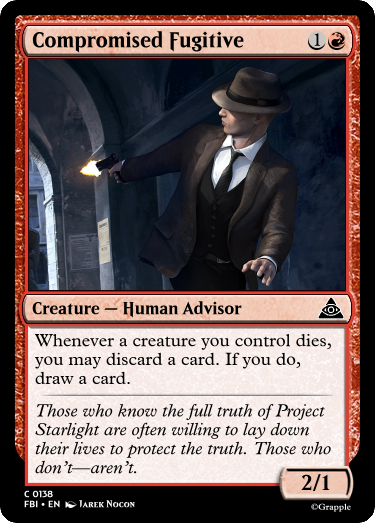 Compromised Fugitive 1
Creature — Human Advisor
Whenever a creature you control dies,
you may discard a card. If you do,
draw a card.
Those who know the full truth of Project
Starlight are often willing to lay down
their lives to protect the truth. Those who
don't—aren't.
2/1
C 0138
FBI • EN Jarek Nocon
©Grapple